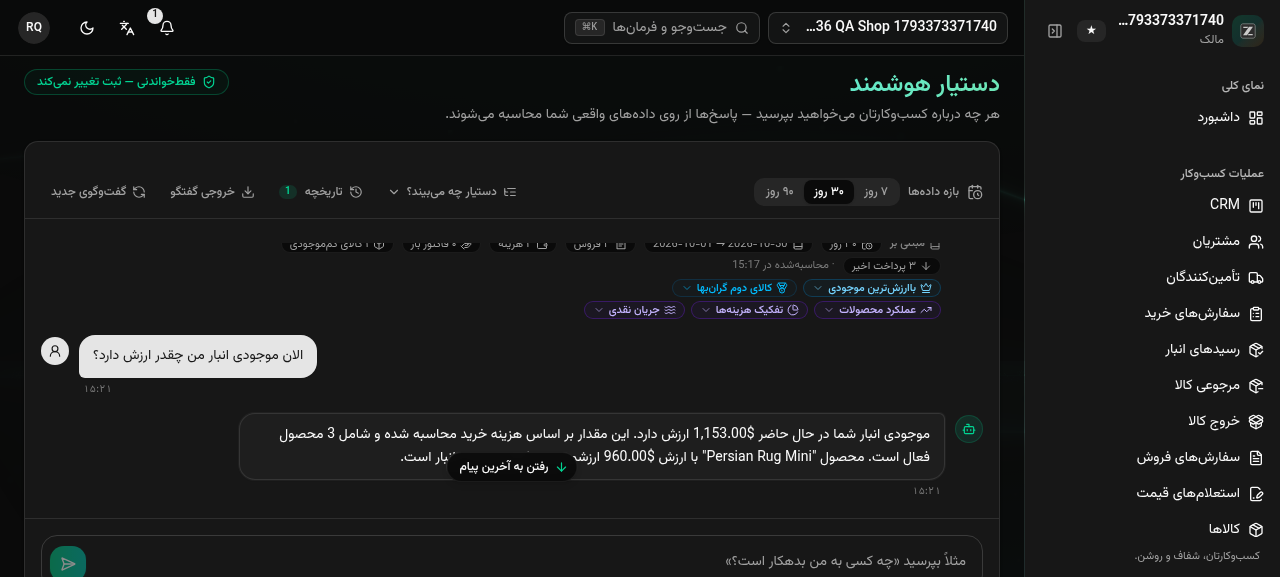 793373371740...
مالک
نمای کلی
داشبورد
عملیات کسب‌وکار
CRM
مشتریان
تأمین‌کنندگان
سفارش‌های خرید
رسیدهای انبار
مرجوعی کالا
خروج کالا
سفارش‌های فروش
استعلام‌های قیمت
کالاها
کسب‌وکارتان، شفاف و روشن.
...36 QA Shop 1793373371740
جست‌وجو و فرمان‌ها
⌘K
1
RQ
دستیار هوشمند
فقط‌خواندنی — ثبت تغییر نمی‌کند
هر چه درباره کسب‌وکارتان می‌خواهید بپرسید — پاسخ‌ها از روی داده‌های واقعی شما محاسبه می‌شوند.
بازه داده‌ها
۷ روز
۳۰ روز
۹۰ روز
دستیار چه می‌بیند؟
تاریخچه 1
خروجی گفتگو
گفت‌وگوی جدید
۳ پرداخت اخیر
· محاسبه‌شده در 15:17
باارزش‌ترین موجودی
کالای دوم گران‌بها
عملکرد محصولات
تفکیک هزینه‌ها
جریان نقدی
الان موجودی انبار من چقدر ارزش دارد؟
۱۵:۲۱
موجودی انبار شما در حال حاضر $1,153.00 ارزش دارد. این مقدار بر اساس هزینه خرید محاسبه شده و شامل 3 محصول
فعال است. محصول "Persian Rug Mini" با ارزش $960.00 انبار است.
رفتن به آخرین پیام
۱۵:۲۱
مثلاً بپرسید «چه کسی به من بدهکار است؟»